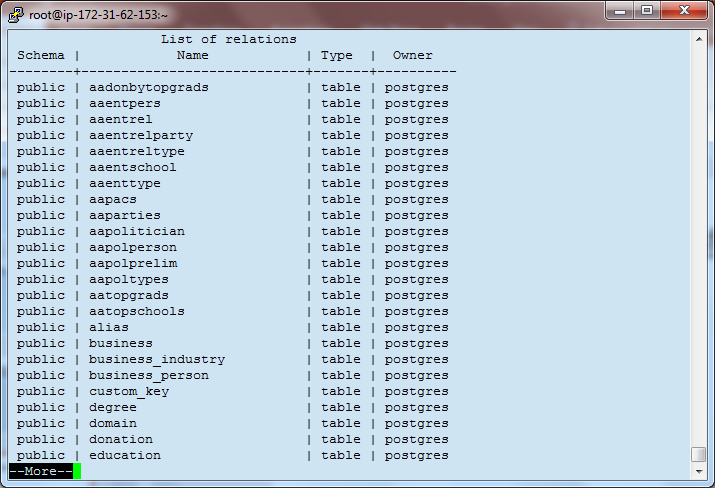 root@ip-172-31-62-153:~
List of relations
Schema | Name | Type | Owner
--------+----------------------------+-------+----------
public | aadonbytopgrads | table | postgres
public | aaentpers | table | postgres
public | aaentrel | table | postgres
public | aaentrelparty | table | postgres
public | aaentreltype | table | postgres
public | aaentschool | table | postgres
public | aaenttype | table | postgres
public | aapacs | table | postgres
public | aaparties | table | postgres
public | aapolitician | table | postgres
public | aapolperson | table | postgres
public | aapolprelim | table | postgres
public | aapoltypes | table | postgres
public | aatopgrads | table | postgres
public | aatopschools | table | postgres
public | alias | table | postgres
public | business | table | postgres
public | business_industry | table | postgres
public | business_person | table | postgres
public | custom_key | table | postgres
public | degree | table | postgres
public | domain | table | postgres
public | donation | table | postgres
public | education | table | postgres
--More--